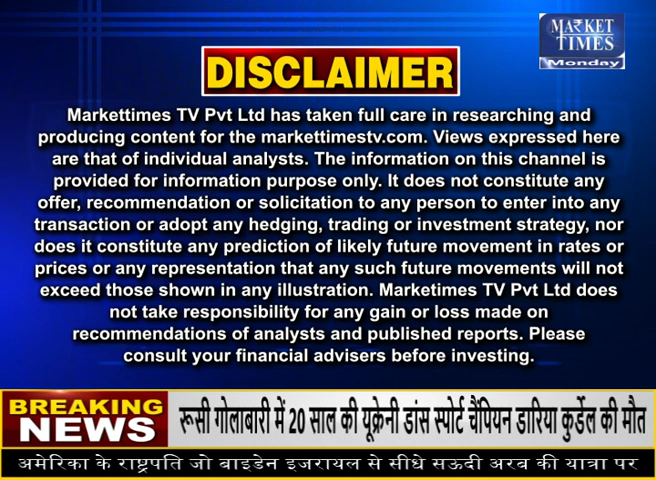 MARKET
TIMES
Monday
DISCLAIMER
Markettimes TV Pvt Ltd has taken full care in researching and
producing content for the markettimestv.com. Views expressed here
are that of individual analysts. The information on this channel is
provided for information purpose only. It does not constitute any
offer, recommendation or solicitation to any person to enter into any
transaction or adopt any hedging, trading or investment strategy, nor
does it constitute any prediction of likely future movement in rates or
prices or any representation that any such future movements will not
exceed those shown in any illustration. Marketimes TV Pvt Ltd does
not take responsibility for any gain or loss made on
recommendations of analysts and published reports. Please
consult your financial advisers before investing.
BREAKING
NEWS
रूसी गोलाबारी में 20 साल की यूक्रेनी डांस स्पोर्ट चैंपियन डारिया कुर्डेल की मौत
अमेरिका के राष्ट्रपति जो बाइडेन इजरायल से सीधे सऊदी अरब की यात्रा पर